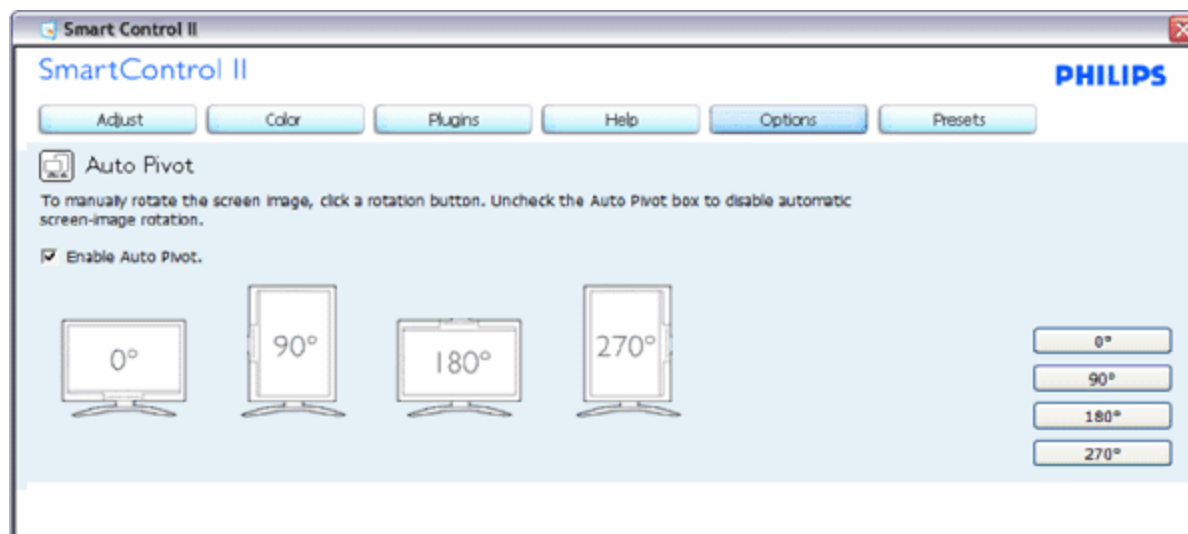 Smart Control II
SmartControl II
PHILIPS
Adjust Color Plugins Help Options Presets
Auto Pivot
To manually rotate the screen image, click a rotation button. Uncheck the Auto Pivot box to disable automatic
screen-image rotation.
Enable Auto Pivot.
0° 90° 180° 270°
0°
90°
180°
270°